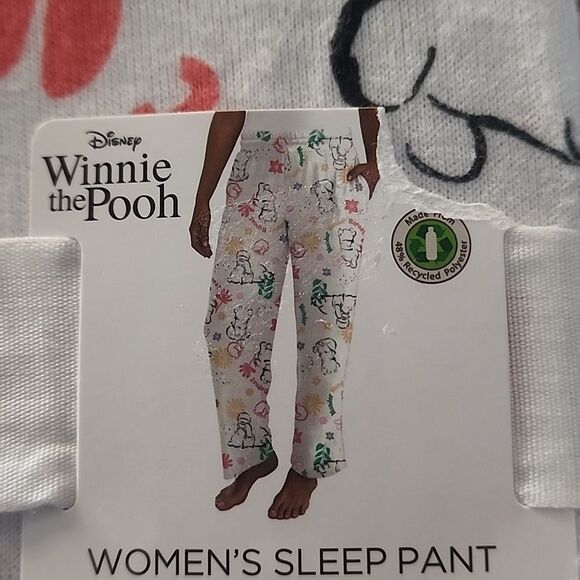 Disney
Winnie
the Pooh
Made From
48% Recycled Polyester
WOMEN'S SLEEP PANT